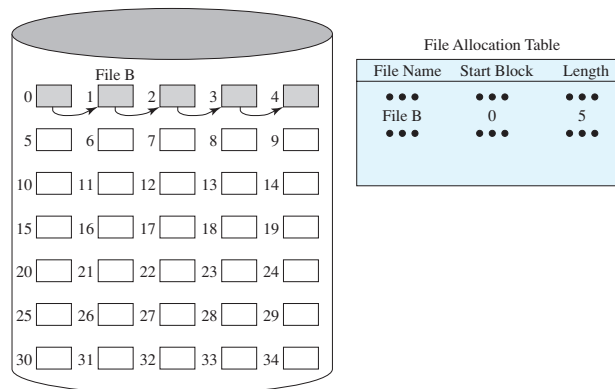 File B
0 1 2 3 4
5 6 7 8 9
10 11 12 13 14
15 16 17 18 19
20 21 22 23 24
25 26 27 28 29
30 31 32 33 34
File Allocation Table
File Name Start Block Length
••• ••• •••
File B 0 5
••• ••• •••